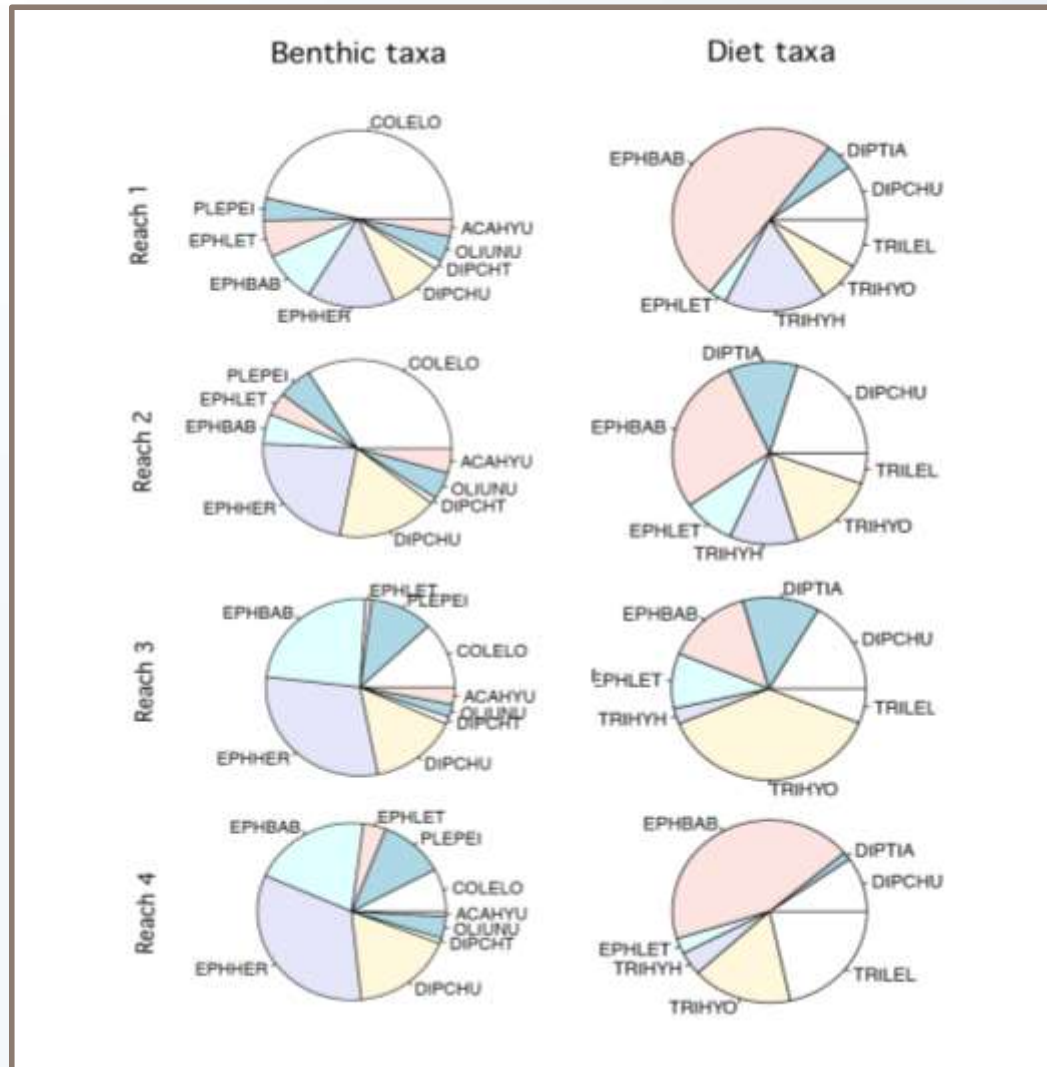 Benthic taxa
Diet taxa
Reach 1
COLELO
PLEPEI
EPHLET
EPHBAB
EPHHER
DIPCHU
DIPCHT
OLIUNU
ACAHYU
EPHBAB
DIPTIA
DIPCHU
TRILEL
TRIHYO
TRIHYH
EPHLET
Reach 2
COLELO
PLEPEI
EPHLET
EPHBAB
EPHHER
DIPCHU
DIPCHT
OLIUNU
ACAHYU
DIPTIA
DIPCHU
EPHBAB
TRILEL
TRIHYO
TRIHYH
EPHLET
Reach 3
EPHLET
PLEPEI
EPHBAB
COLELO
ACAHYU
OLIUNU
DIPCHT
DIPCHU
EPHHER
DIPTIA
EPHBAB
DIPCHU
EPHLET
TRIHYH
TRILEL
TRIHYO
Reach 4
EPHLET
EPHBAB
PLEPEI
COLELO
ACAHYU
OLIUNU
DIPCHT
DIPCHU
EPHHER
EPHBAB
DIPTIA
DIPCHU
EPHLET
TRIHYH
TRIHYO
TRILEL